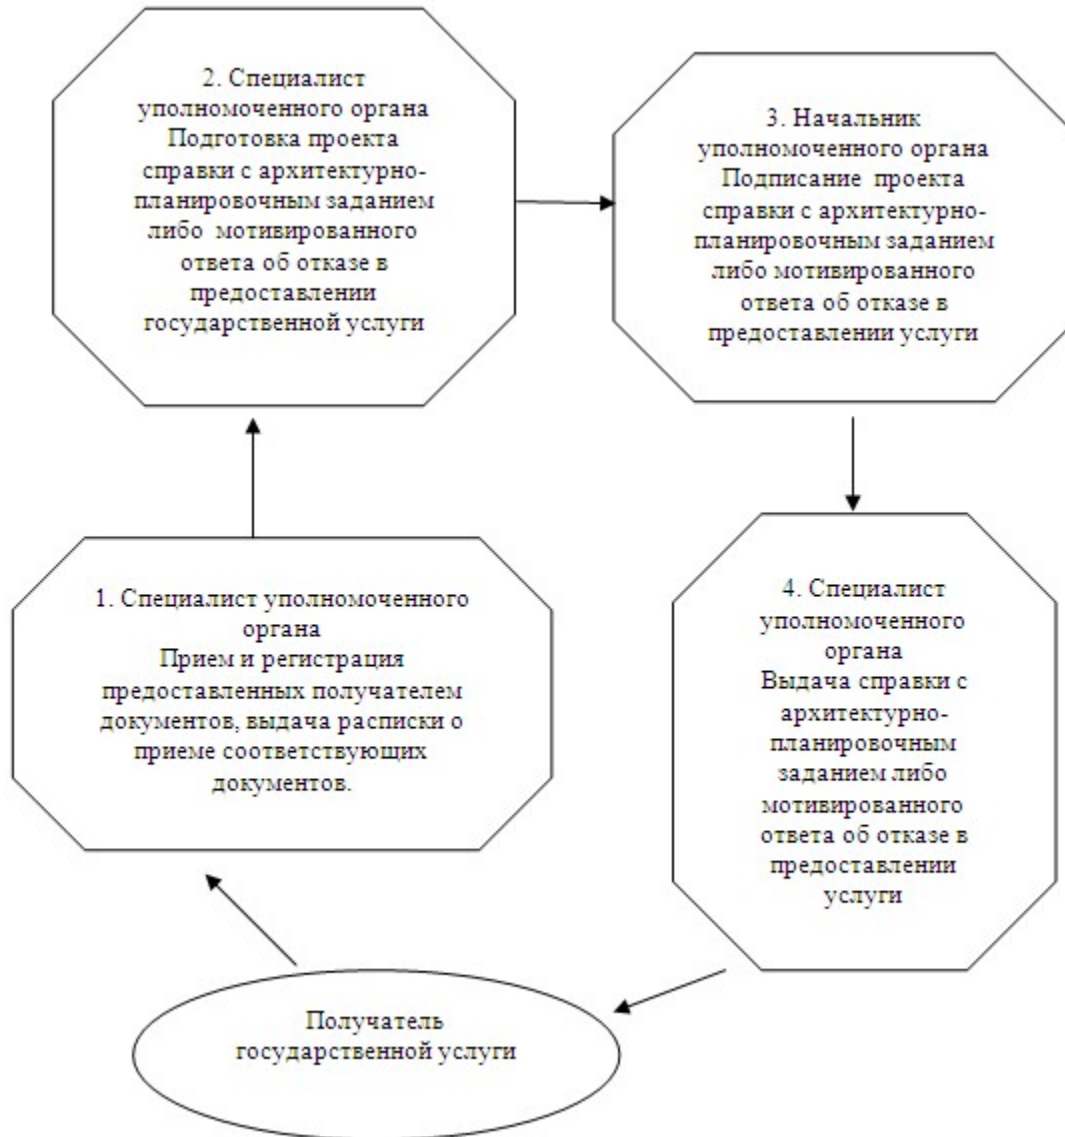 2. Специалист
уполномоченного органа
Подготовка проекта
справки с архитектурно-
планировочным заданием
либо мотивированного
ответа об отказе в
предоставлении
государственной услуги
3. Начальник
уполномоченного органа
Подписание проекта
справки с архитектурно-
планировочным заданием
либо мотивированного
ответа об отказе в
предоставлении услуги
1. Специалист уполномоченного
органа
Прием и регистрация
предоставленных получателем
документов, выдача расписки о
приеме соответствующих
документов.
4. Специалист
уполномоченного
органа
Выдача справки с
архитектурно-
планировочным
заданием либо
мотивированного
ответа об отказе в
предоставлении
услуги
Получатель
государственной услуги